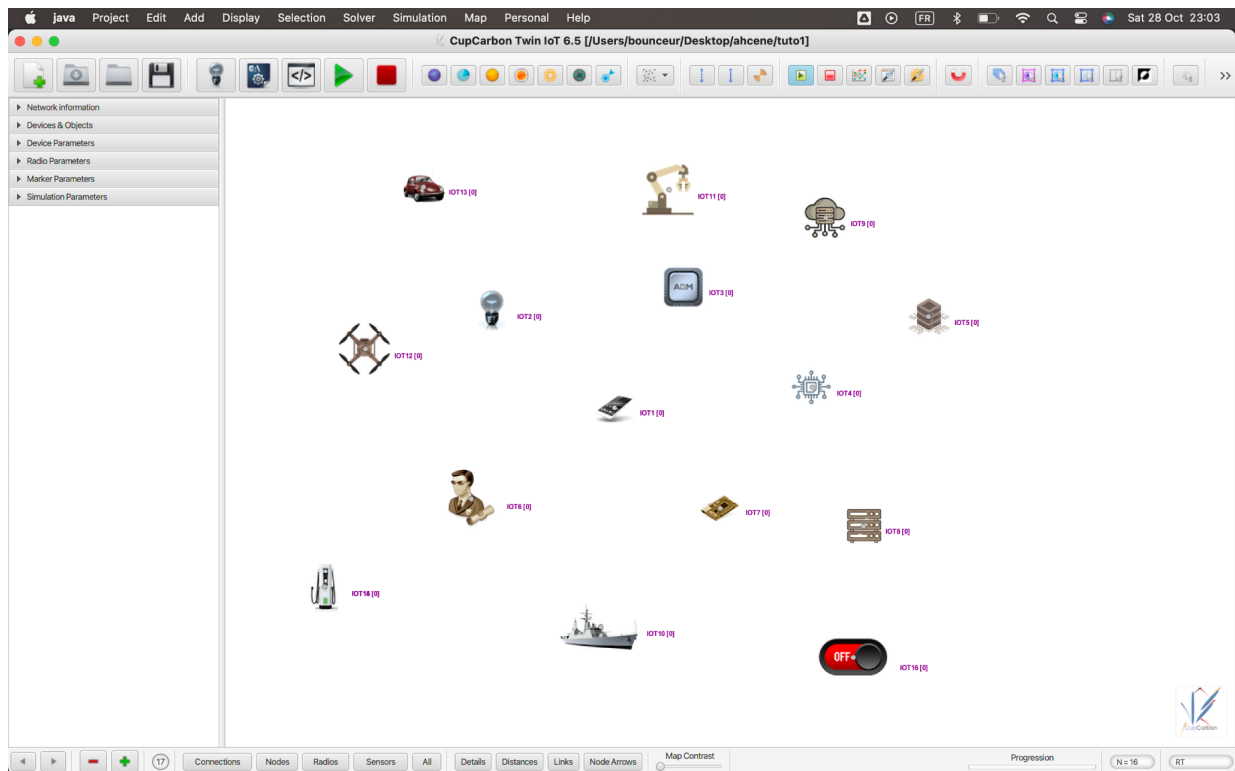 java Project Edit Add Display Selection Solver Simulation Map Personal Help FR Sat 28 Oct 23:03
CupCarbon Twin IoT 6.5 [/Users/bounceur/Desktop/ahcene/tuto1]
</> >>
Network information
Devices & Objects
Device Parameters
Radio Parameters
Marker Parameters
Simulation Parameters
IOT13 [0]
IOT11 [0]
IOT9 [0]
IOT3 [0]
IOT2 [0]
IOT5 [0]
IOT12 [0]
IOT4 [0]
IOT1 [0]
IOT6 [0]
IOT7 [0]
IOT8 [0]
IOT10 [0]
OFF
IOT16 [0]
CupCarbon
17 Connections Nodes Radios Sensors All Details Distances Links Node Arrows Map Contrast Progression N = 16 RT